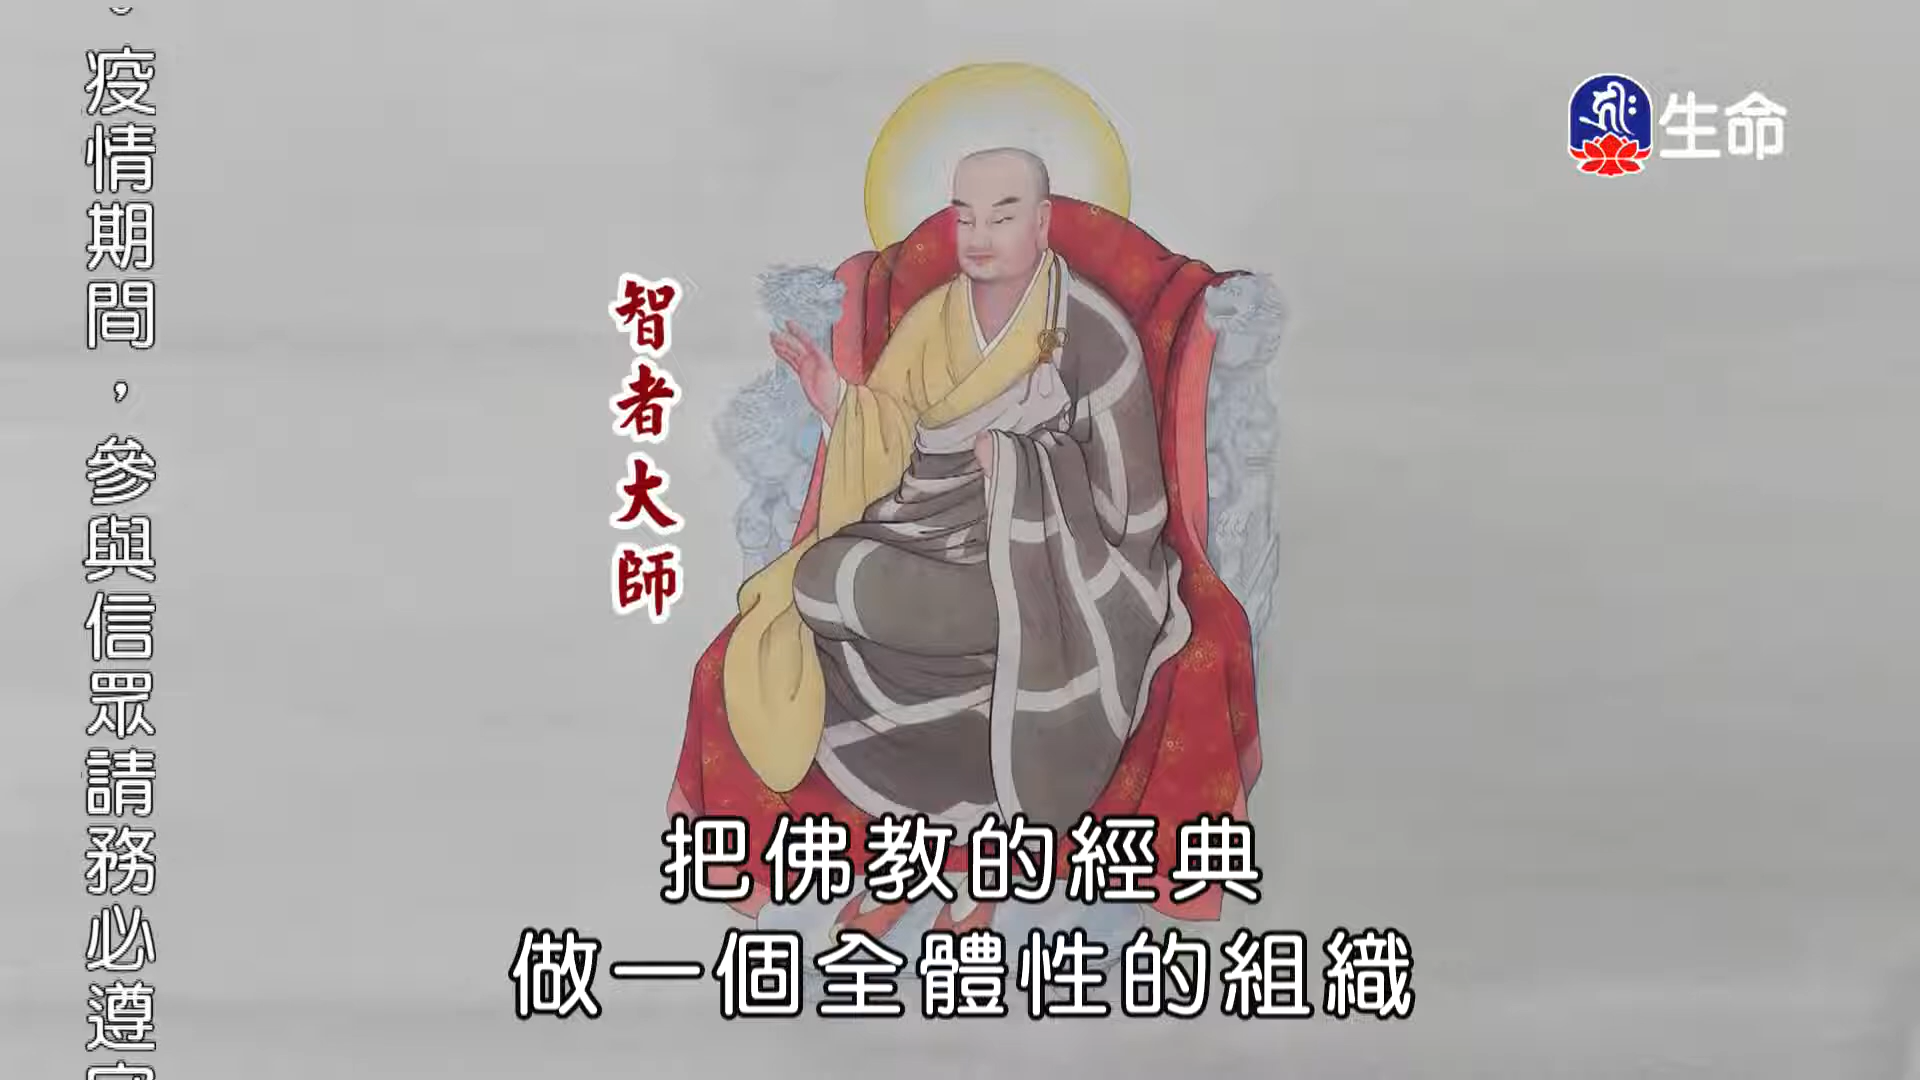 疫情期間，參與信眾請務必遵
生命
智者大師
把佛教的經典
做一個全體性的組織